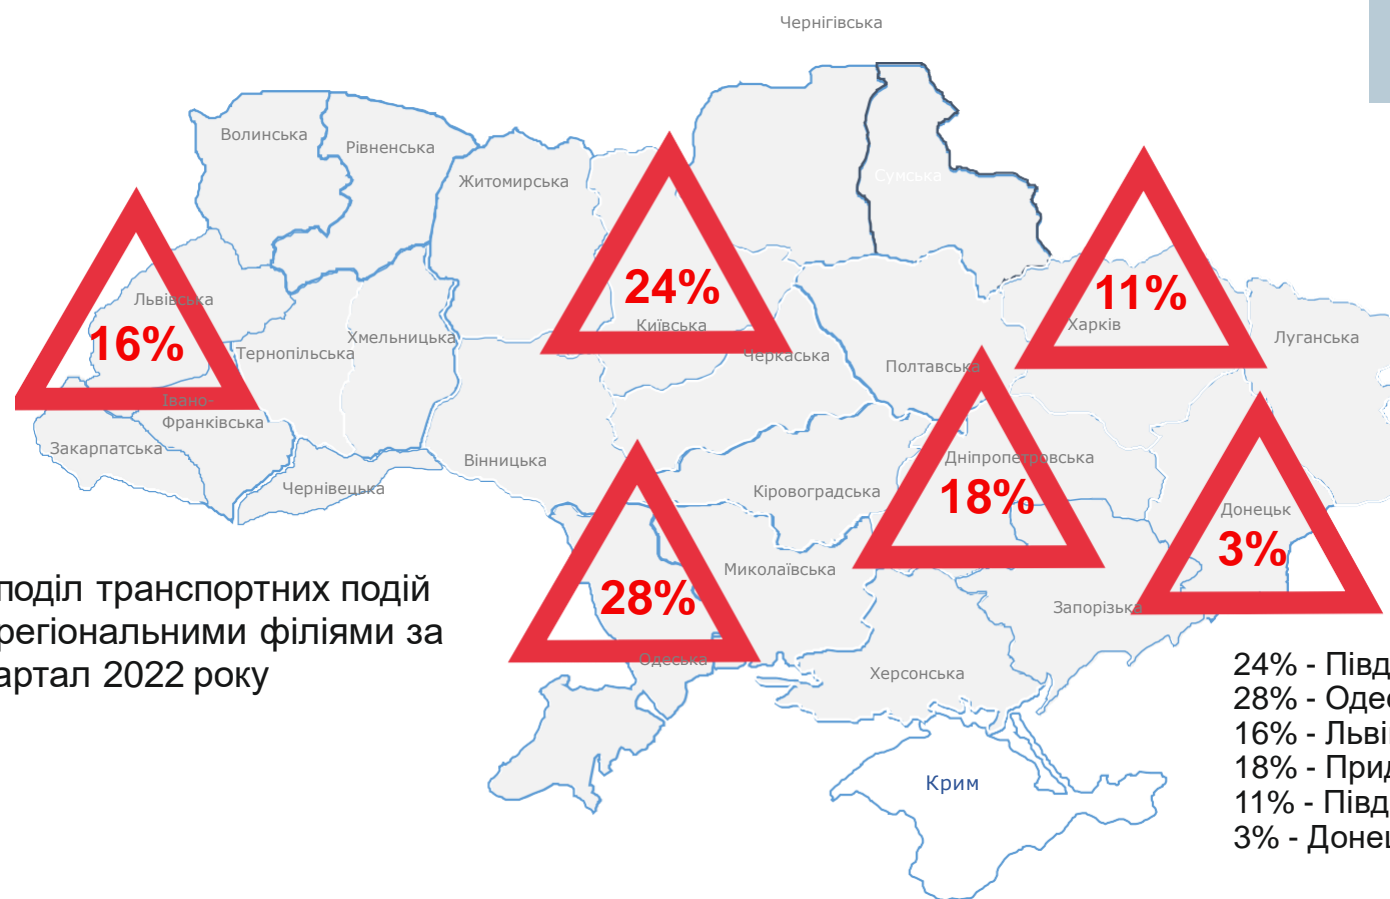 Чернігівська
Волинська
Рівненська
Житомирська
Сумська
24%
11%
Львівська
Київська
Харків
16%
Тернопільська
Хмельницька
Черкаська
Полтавська
Луганська
Івано-
Франківська
Закарпатська
Чернівецька
Вінницька
Кіровоградська
Дніпропетровська
18%
Донецьк
3%
Миколаївська
28%
Запорізька
Одеська
Херсонська
Крим
поділ транспортних подій
регіональними філіями за
артал 2022 року
24% - Півд
28% - Одес
16% - Льві
18% - Прид
11% - Півд
3% - Донец